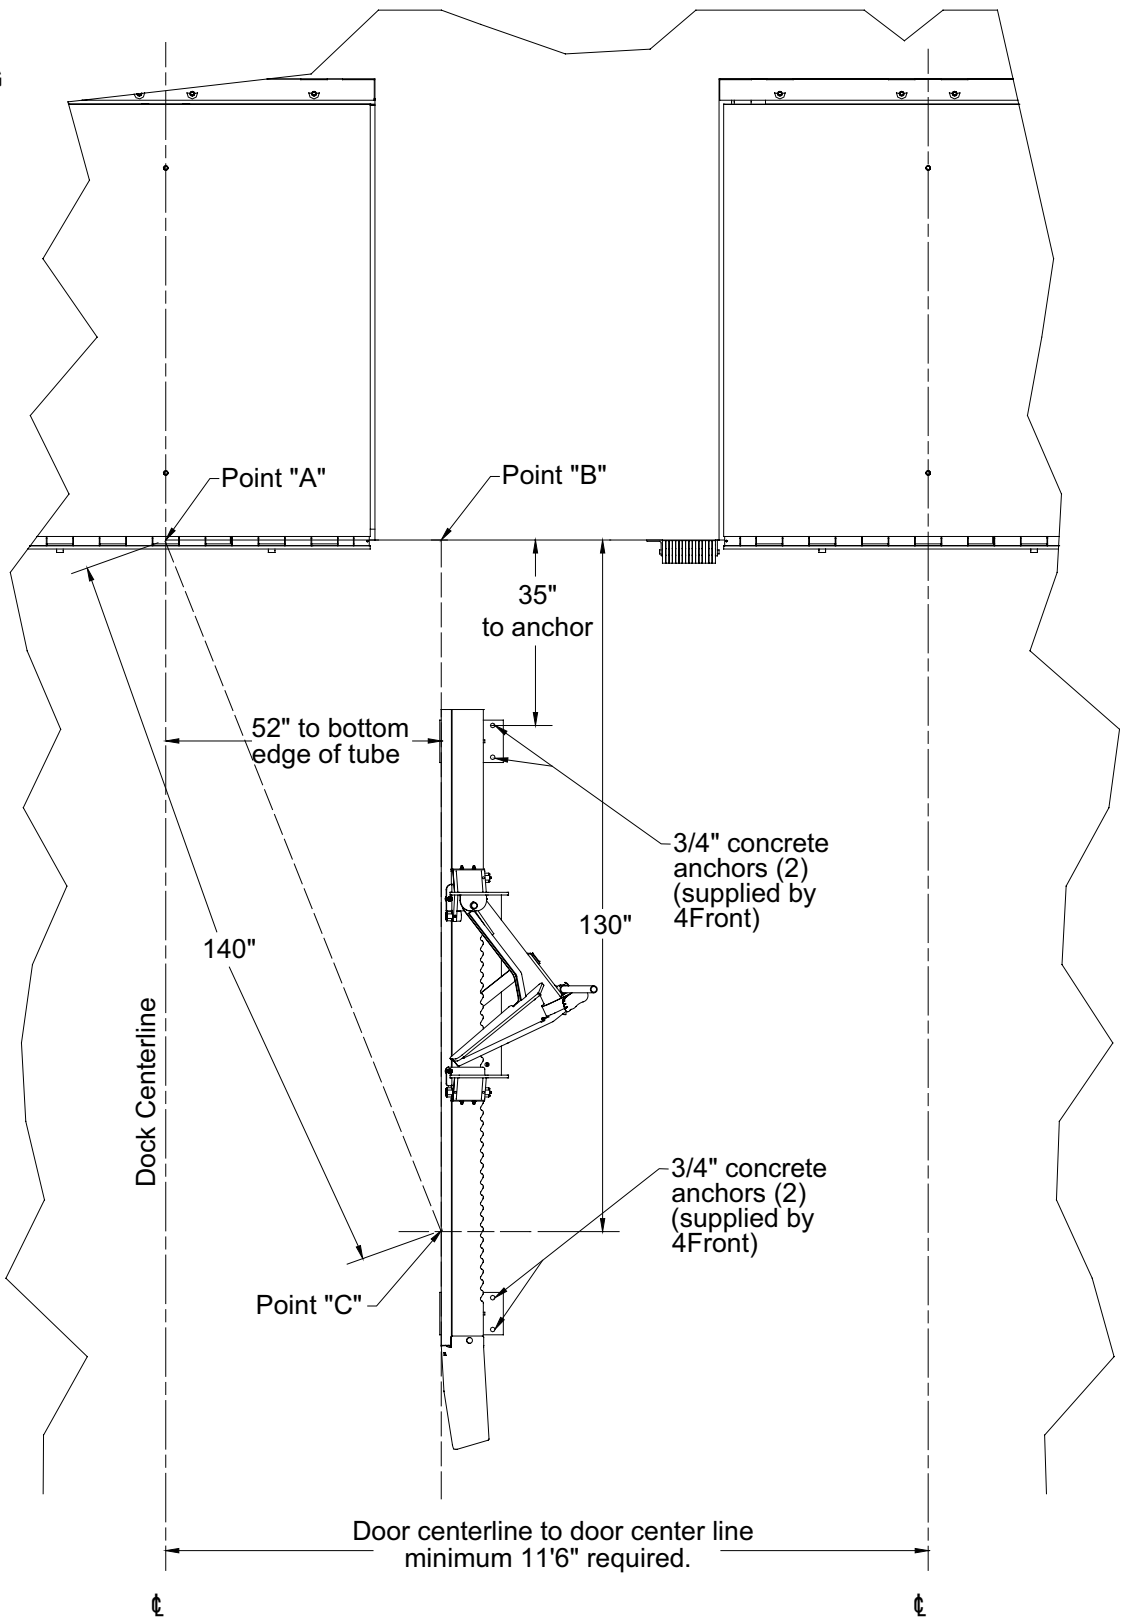 Point "A"
Point "B"
35"
to anchor
52" to bottom
edge of tube
3/4" concrete
anchors (2)
(supplied by
4Front)
130"
140"
Dock Centerline
3/4" concrete
anchors (2)
(supplied by
4Front)
Point "C"
Door centerline to door center line
minimum 11'6" required.
℄
℄